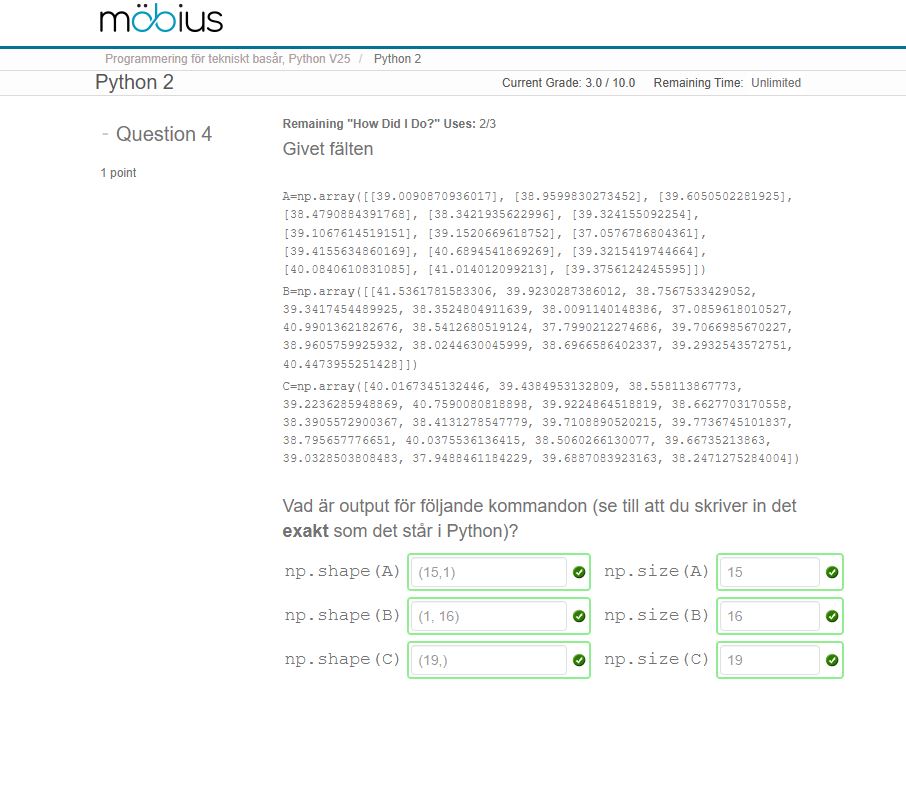 möbius
Programmering för tekniskt basår, Python V25 / Python 2
Python 2 Current Grade: 3.0 / 10.0 Remaining Time: Unlimited
- Question 4
1 point
Remaining "How Did I Do?" Uses: 2/3
Givet fälten
A=np.array([[39.0090870936017], [38.9599830273452], [39.6050502281925],
[38.4790884391768], [38.3421935622996], [39.324155092254],
[39.1067614519151], [39.1520669618752], [37.0576786804361],
[39.4155634860169], [40.6894541869269], [39.3215419744664],
[40.0840610831085], [41.014012099213], [39.3756124245595]])
B=np.array([[41.5361781583306, 39.9230287386012, 38.7567533429052,
39.3417454489925, 38.3524804911639, 38.0091140148386, 37.0859618010527,
40.9901362182676, 38.5412680519124, 37.7990212274686, 39.7066985670227,
38.9605759925932, 38.0244630045999, 38.6966586402337, 39.2932543572751,
40.4473955251428]])
C=np.array([40.0167345132446, 39.4384953132809, 38.558113867773,
39.2236285948869, 40.7590080818898, 39.9224864518819, 38.6627703170558,
38.3905572900367, 38.4131278547779, 39.7108890520215, 39.7736745101837,
38.795657776651, 40.0375536136415, 38.5060266130077, 39.66735213863,
39.0328503808483, 37.9488461184229, 39.6887083923163, 38.2471275284004])
Vad är output för följande kommandon (se till att du skriver in det
exakt som det står i Python)?
np.shape(A) (15,1) np.size(A) 15
np.shape(B) (1, 16) np.size(B) 16
np.shape(C) (19,) np.size(C) 19